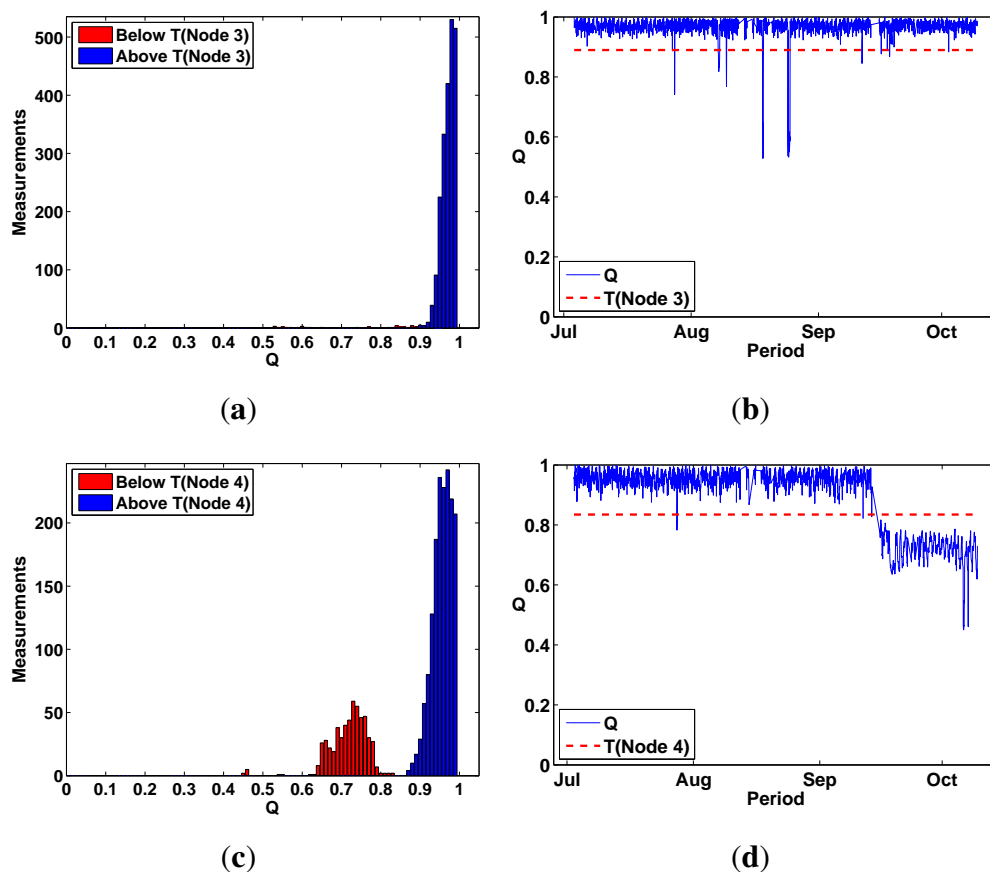 Below T(Node 3)
Above T(Node 3)
Measurements
500
400
300
200
100
0
0 0.1 0.2 0.3 0.4 0.5 0.6 0.7 0.8 0.9 1
Q
(a)
1
0.8
0.6
0.4
0.2
0
Q
Q
T(Node 3)
Jul Aug Sep Oct
Period
(b)
Below T(Node 4)
Above T(Node 4)
Measurements
200
150
100
50
0
0 0.1 0.2 0.3 0.4 0.5 0.6 0.7 0.8 0.9 1
Q
(c)
1
0.8
0.6
0.4
0.2
0
Q
Q
T(Node 4)
Jul Aug Sep Oct
Period
(d)